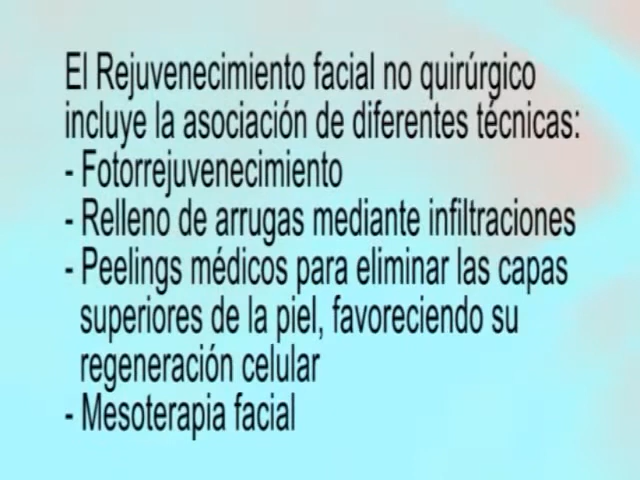 El Rejuvenecimiento facial no quirúrgico
incluye la asociación de diferentes técnicas:
- Fotorrejuvenecimiento
- Relleno de arrugas mediante infiltraciones
- Peelings médicos para eliminar las capas
superiores de la piel, favoreciendo su
regeneración celular
- Mesoterapia facial